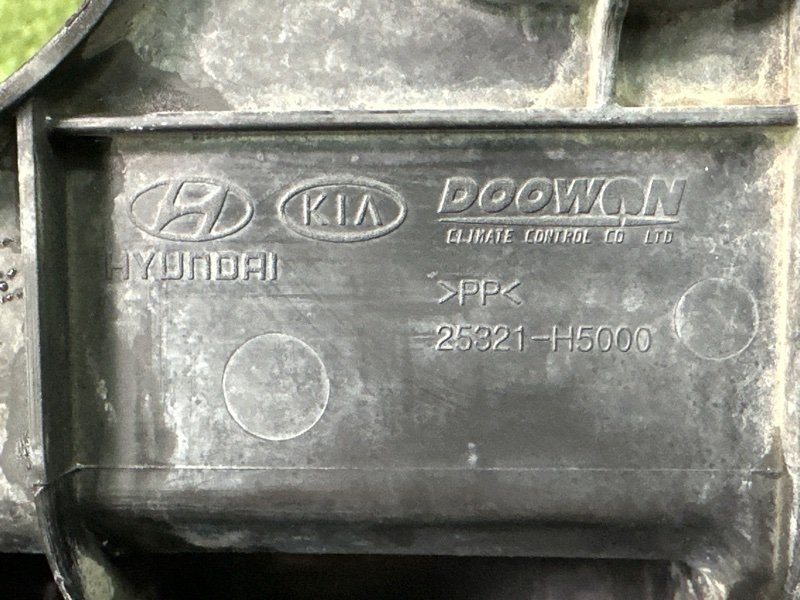 HYUNDAI
KIA
DOOWON
CLIMATE CONTROL CO LTD
>PP<
25321-H5000